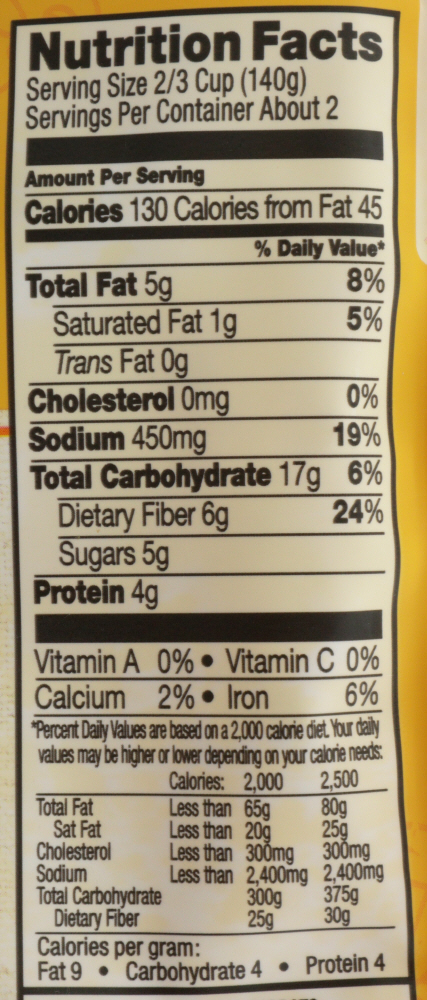 Nutrition Facts
Serving Size 2/3 Cup (140g)
Servings Per Container About 2
Amount Per Serving
Calories 130 Calories from Fat 45
% Daily Value*
Total Fat 5g 8%
Saturated Fat 1g 5%
Trans Fat 0g
Cholesterol 0mg 0%
Sodium 450mg 19%
Total Carbohydrate 17g 6%
Dietary Fiber 6g 24%
Sugars 5g
Protein 4g
Vitamin A 0% • Vitamin C 0%
Calcium 2% • Iron 6%
*Percent Daily Values are based on a 2,000 calorie diet. Your daily
values may be higher or lower depending on your calorie needs:
Calories: 2,000 2,500
Total Fat Less than 65g 80g
Sat Fat Less than 20g 25g
Cholesterol Less than 300mg 300mg
Sodium Less than 2,400mg 2,400mg
Total Carbohydrate 300g 375g
Dietary Fiber 25g 30g
Calories per gram:
Fat 9 • Carbohydrate 4 • Protein 4